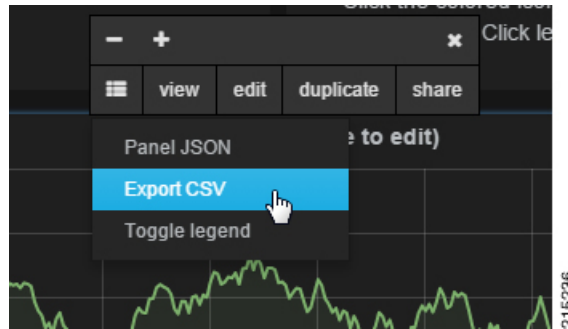 − +
×
Click le
view edit duplicate share
e to edit)
Panel JSON
Export CSV
Toggle legend
315236